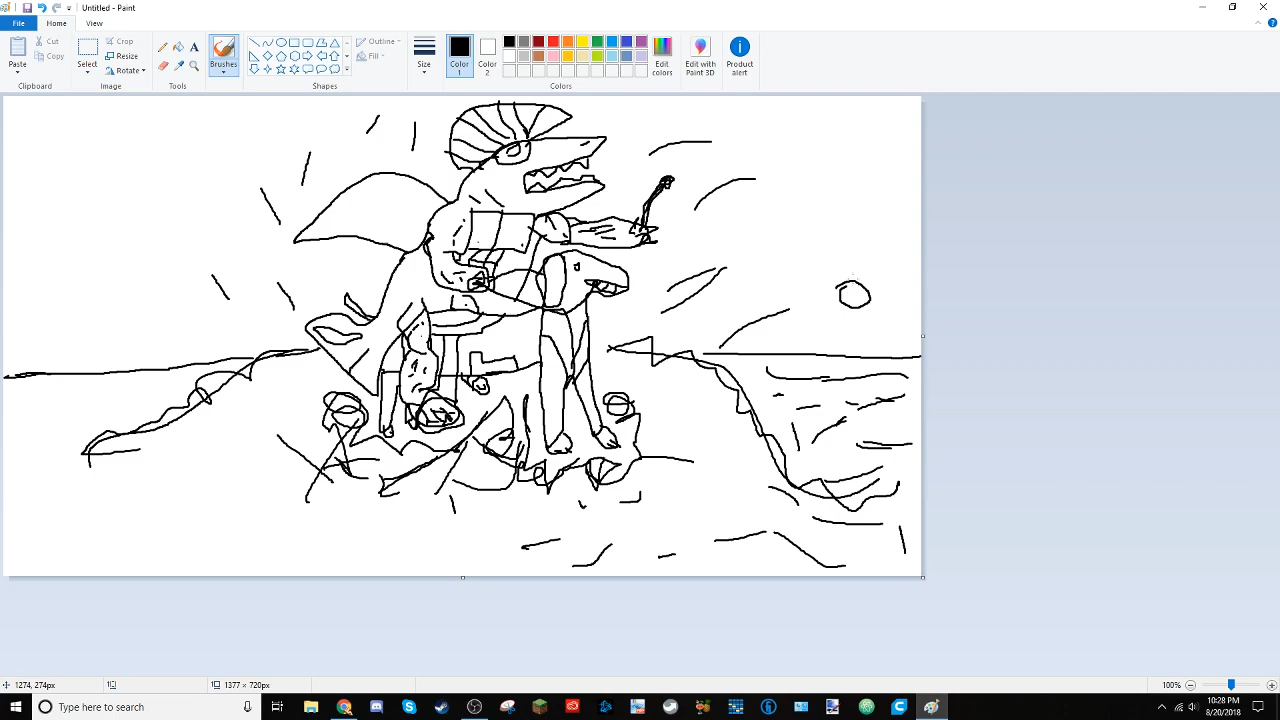 Untitled - Paint
File Home View
Paste Cut Copy Select Crop Resize Rotate Brushes Size Outline Fill Color 1 Color 2 Edit colors Edit with Paint 3D Product alert
Clipboard Image Tools Shapes Colors
1274, 274px 1377 × 720px 100%
Type here to search 10:28 PM
8/20/2018